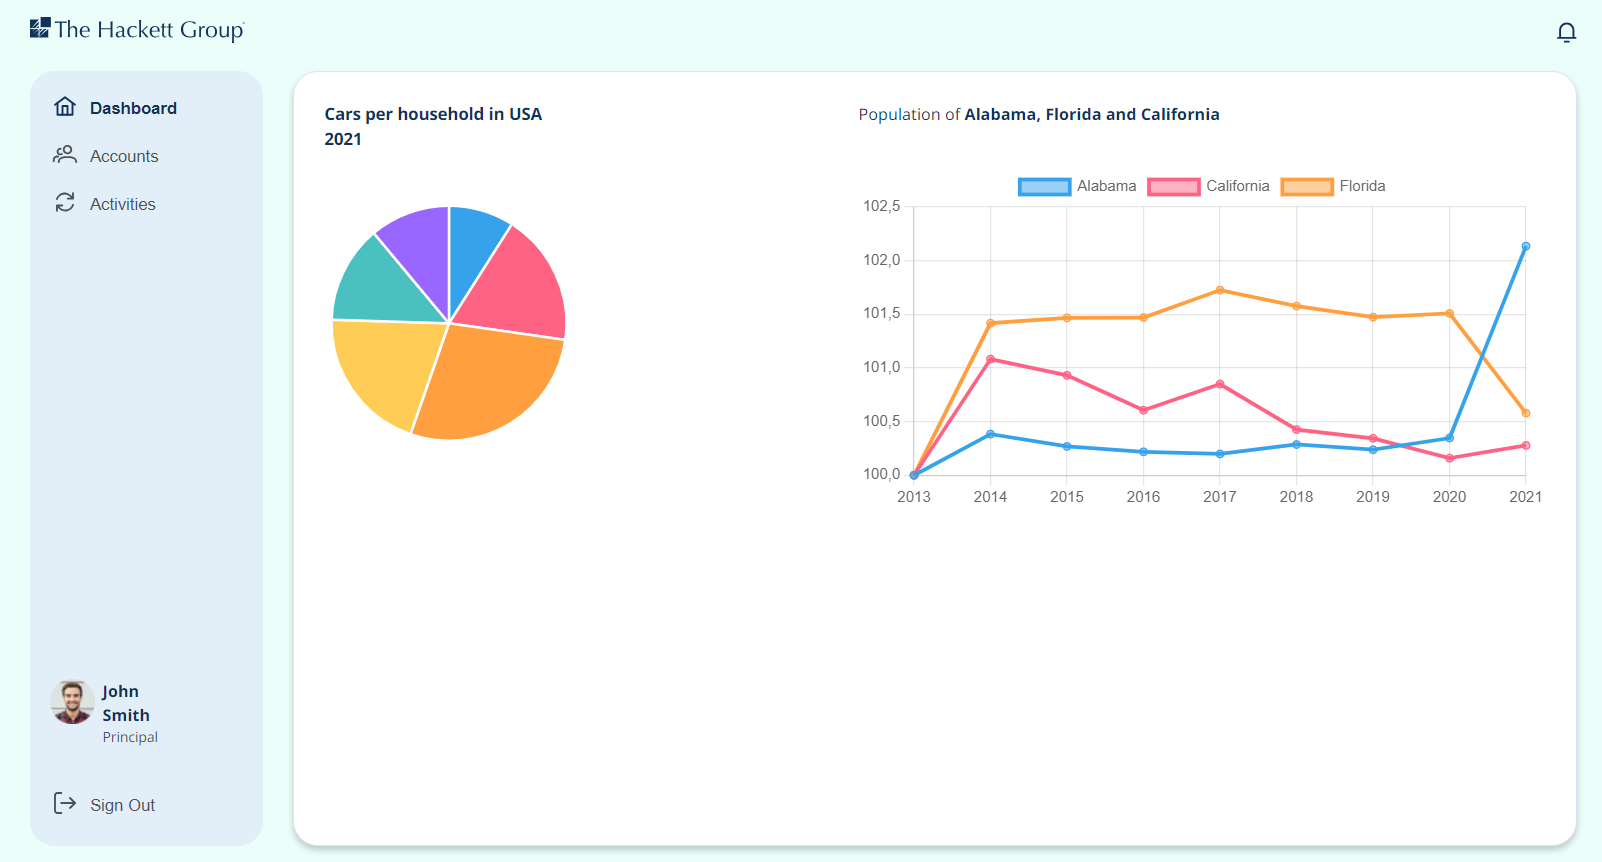 The Hackett Group
Dashboard
Accounts
Activities
John
Smith
Principal
Sign Out
Cars per household in USA
2021
Population of Alabama, Florida and California
Alabama California Florida
102,5
102,0
101,5
101,0
100,5
100,0
2013 2014 2015 2016 2017 2018 2019 2020 2021